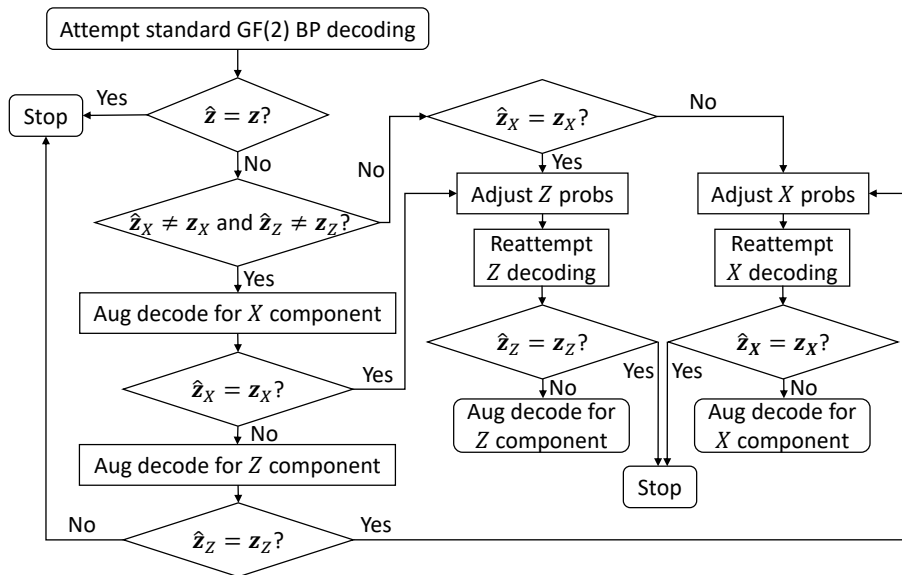 Attempt standard GF(2) BP decoding
Stop
Yes
ẑ = z?
No
ẑ_X ≠ z_X and ẑ_Z ≠ z_Z?
No
Yes
Aug decode for X component
ẑ_X = z_X?
Yes
No
Aug decode for Z component
ẑ_Z = z_Z?
No
Yes
ẑ_X = z_X?
No
Yes
Adjust Z probs
Reattempt
Z decoding
ẑ_Z = z_Z?
Yes
No
Aug decode for
Z component
Adjust X probs
Reattempt
X decoding
ẑ_X = z_X?
Yes
No
Aug decode for
X component
Stop